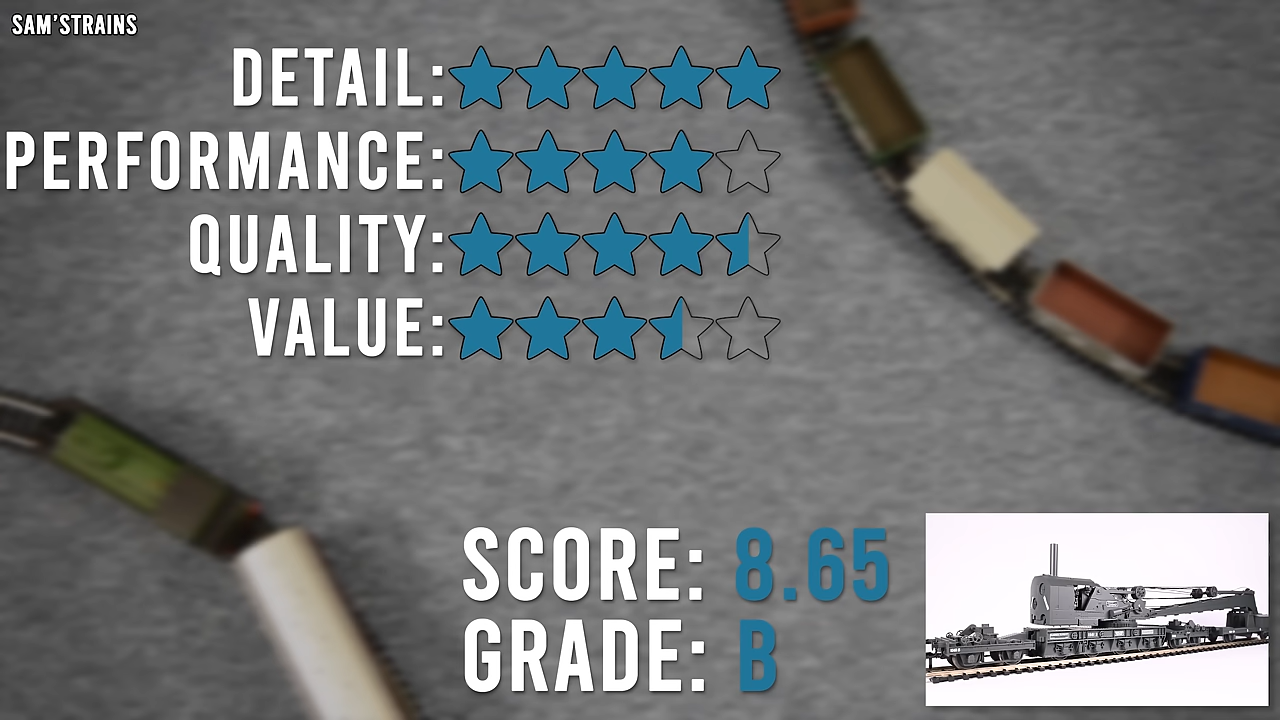 SAM'STRAINS
DETAIL:
PERFORMANCE:
QUALITY:
VALUE:
SCORE: 8.65
GRADE: B